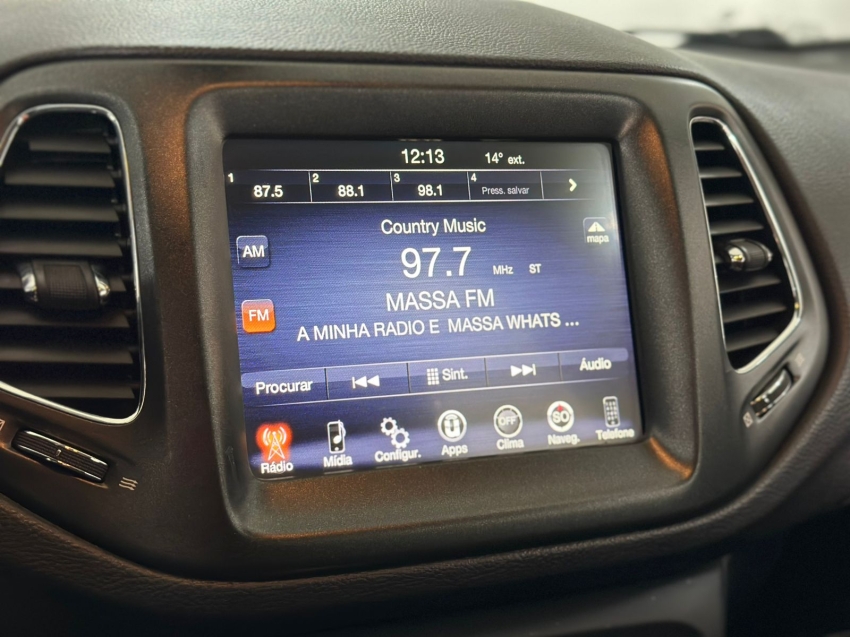 12:13 14° ext.
1 87.5 2 88.1 3 98.1 4 Press. salvar >
Country Music
mapa
AM
97.7 MHz ST
FM
MASSA FM
A MINHA RADIO E MASSA WHATS ...
Procurar Sint. Áudio
OFF SO
Rádio Mídia Configur. Apps Clima Naveg. Telefone